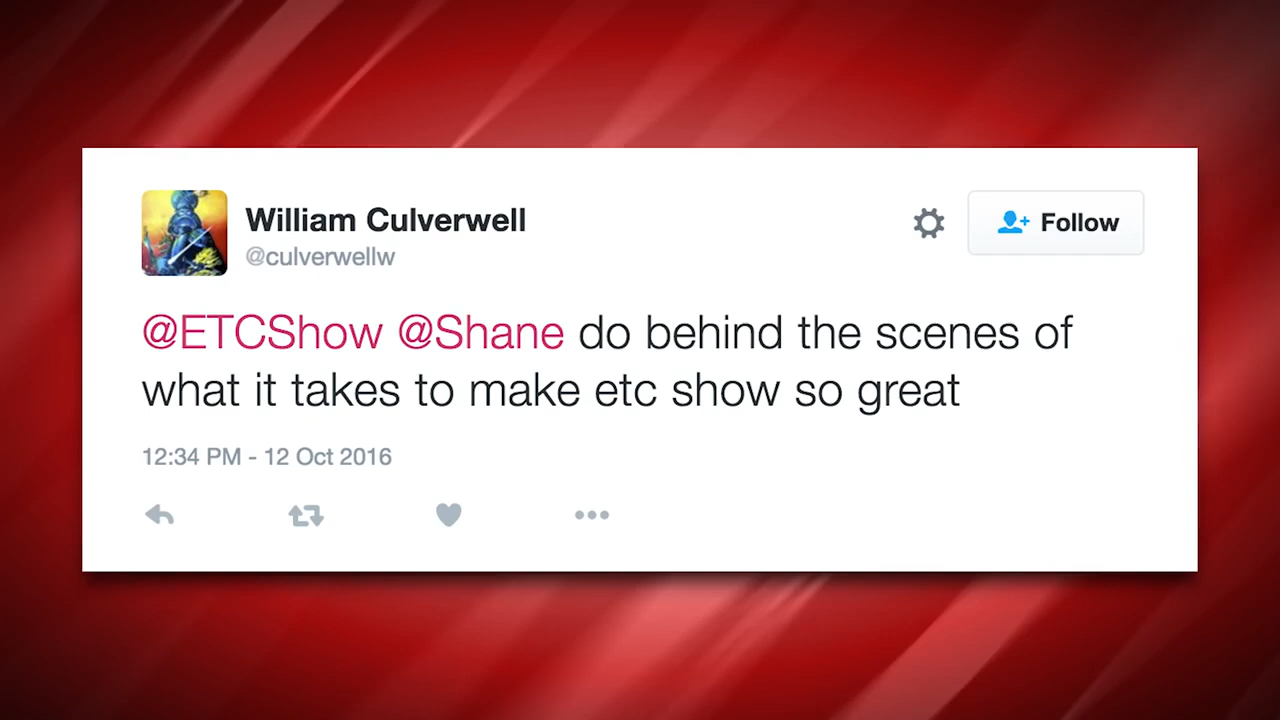 William Culverwell
@culverwellw
Follow
@ETCShow @Shane do behind the scenes of
what it takes to make etc show so great
12:34 PM - 12 Oct 2016